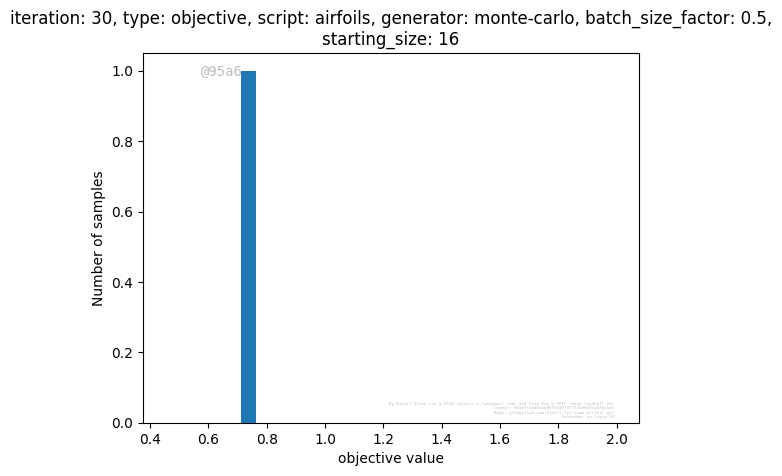 iteration: 30, type: objective, script: airfoils, generator: monte-carlo, batch_size_factor: 0.5,
starting_size: 16
@95a6
1.0
0.8
0.6
0.4
0.2
0.0
Number of samples
0.4 0.6 0.8 1.0 1.2 1.4 1.6 1.8 2.0
objective value